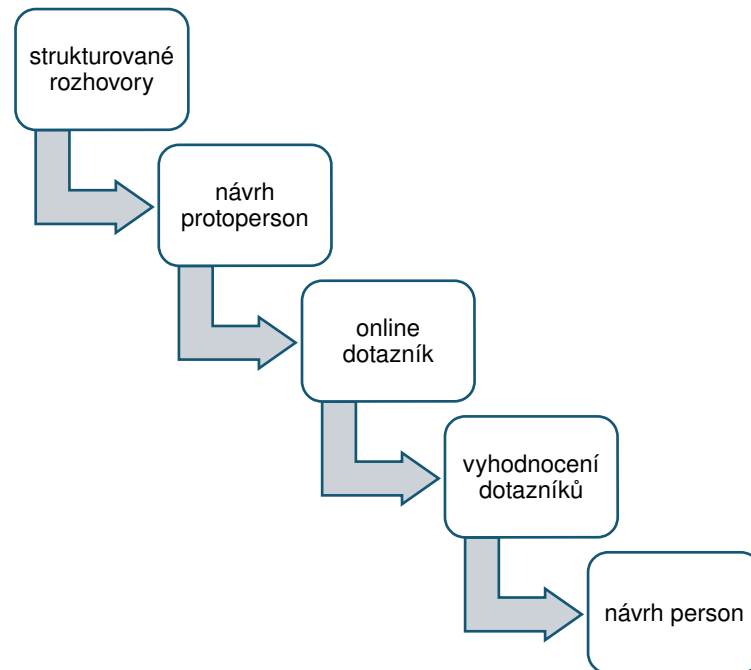 strukturované
rozhovory
návrh
protoperson
online
dotazník
vyhodnocení
dotazníků
návrh person